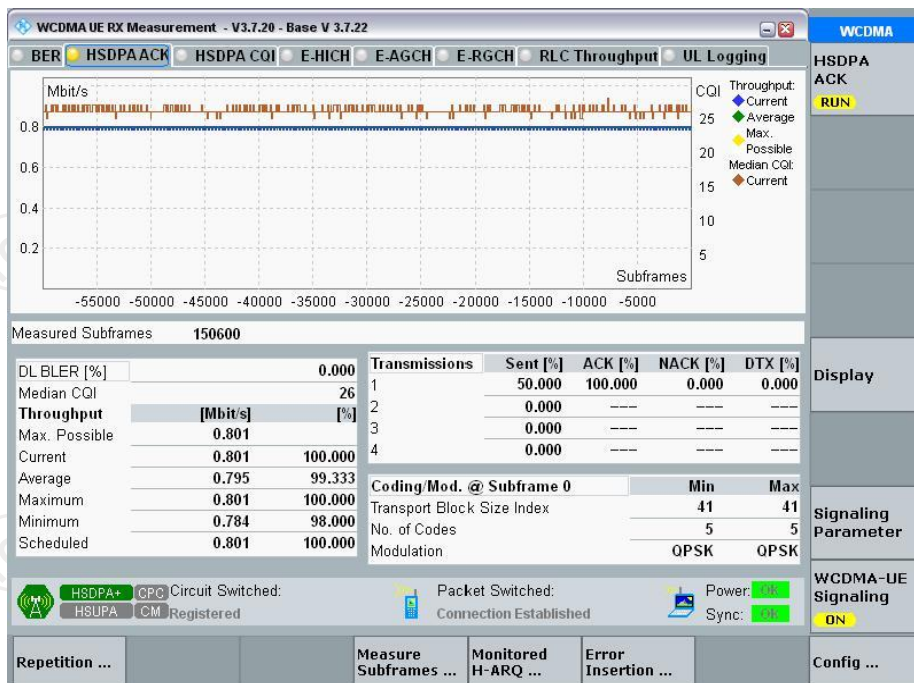 WCDMA UE RX Measurement - V3.7.20 - Base V 3.7.22
WCDMA
BER HSDPA ACK HSDPA CQI E-HICH E-AGCH E-RGCH RLC Throughput UL Logging
HSDPA
ACK
RUN
Mbit/s
CQI
Throughput:
Current
Average
Max.
Possible
Median CQI:
Current
0.8
0.6
0.4
0.2
25
20
15
10
5
Subframes
-55000 -50000 -45000 -40000 -35000 -30000 -25000 -20000 -15000 -10000 -5000
Measured Subframes 150600
DL BLER [%] 0.000
Median CQI 26
Throughput [Mbit/s] [%]
Max. Possible 0.801
Current 0.801 100.000
Average 0.795 99.333
Maximum 0.801 100.000
Minimum 0.784 98.000
Scheduled 0.801 100.000
Transmissions Sent [%] ACK [%] NACK [%] DTX [%]
1 50.000 100.000 0.000 0.000
2 0.000 --- --- ---
3 0.000 --- --- ---
4 0.000 --- --- ---
Coding/Mod. @ Subframe 0 Min Max
Transport Block Size Index 41 41
No. of Codes 5 5
Modulation QPSK QPSK
Display
Signaling
Parameter
HSDPA+ CPC Circuit Switched:
HSUPA CM Registered
Packet Switched:
Connection Established
Power: OK
Sync: OK
WCDMA-UE
Signaling
ON
Repetition ...
Measure
Subframes ...
Monitored
H-ARQ ...
Error
Insertion ...
Config ...